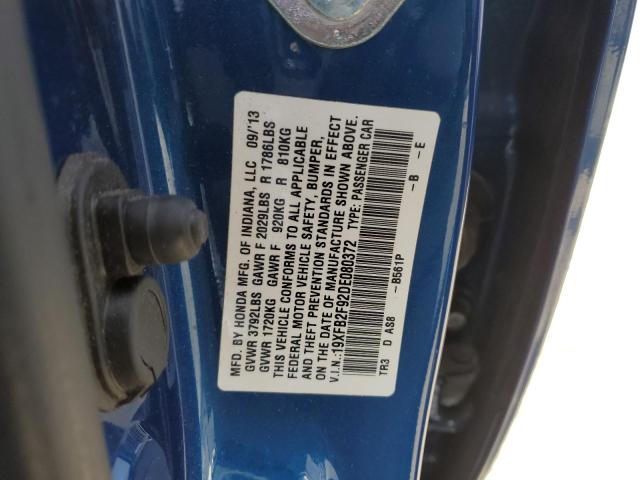 MFD. BY HONDA MFG. OF INDIANA, LLC 09/'13
GVWR 3792LBS GAWR F 2029LBS R 1786LBS
GVWR 1720KG GAWR F 920KG R 810KG
THIS VEHICLE CONFORMS TO ALL APPLICABLE
FEDERAL MOTOR VEHICLE SAFETY, BUMPER,
AND THEFT PREVENTION STANDARDS IN EFFECT
ON THE DATE OF MANUFACTURE SHOWN ABOVE.
V.I.N.:19XFB2F92DE080372 TYPE: PASSENGER CAR
TR3 D AS8 -B561P -B -E